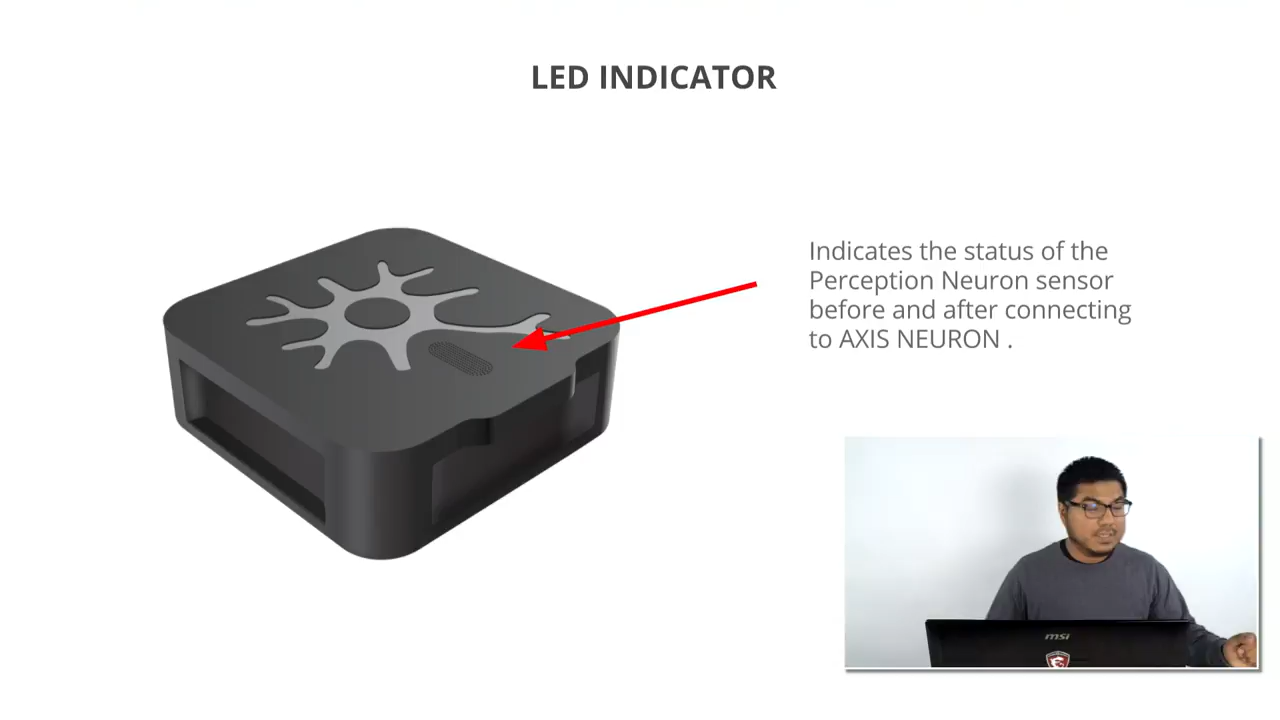 LED INDICATOR
Indicates the status of the
Perception Neuron sensor
before and after connecting
to AXIS NEURON .
msi